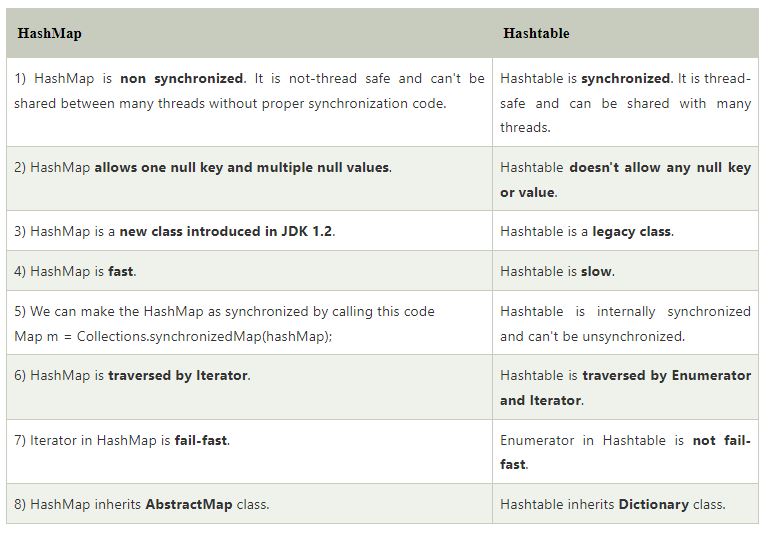 HashMap
Hashtable
1) HashMap is non synchronized. It is not-thread safe and can't be
shared between many threads without proper synchronization code.
Hashtable is synchronized. It is thread-
safe and can be shared with many
threads.
2) HashMap allows one null key and multiple null values.
Hashtable doesn't allow any null key
or value.
3) HashMap is a new class introduced in JDK 1.2.
Hashtable is a legacy class.
4) HashMap is fast.
Hashtable is slow.
5) We can make the HashMap as synchronized by calling this code
Map m = Collections.synchronizedMap(hashMap);
Hashtable is internally synchronized
and can't be unsynchronized.
6) HashMap is traversed by Iterator.
Hashtable is traversed by Enumerator
and Iterator.
7) Iterator in HashMap is fail-fast.
Enumerator in Hashtable is not fail-
fast.
8) HashMap inherits AbstractMap class.
Hashtable inherits Dictionary class.